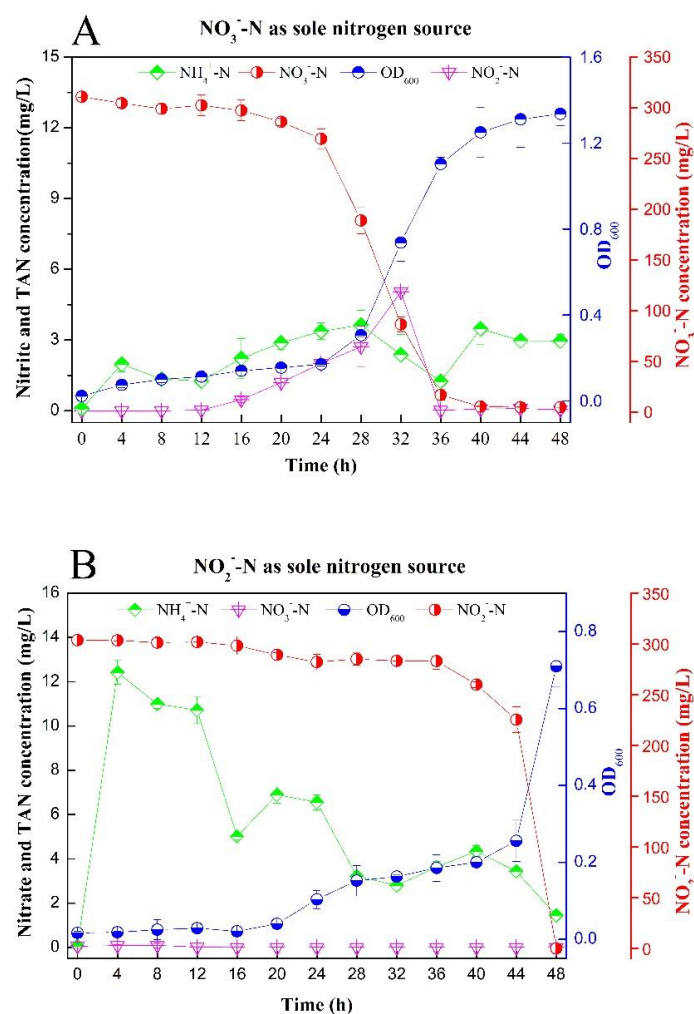 A
NO₃⁻-N as sole nitrogen source
NH₄⁺-N NO₃⁻-N OD₆₀₀ NO₂⁻-N
Nitrite and TAN concentration(mg/L)
15
12
9
6
3
0
0 4 8 12 16 20 24 28 32 36 40 44 48
Time (h)
1.6
1.2
0.8
0.4
0.0
OD₆₀₀
350
300
250
200
150
100
50
0
NO₃⁻-N concentration (mg/L)
B
NO₂⁻-N as sole nitrogen source
NH₄⁺-N NO₃⁻-N OD₆₀₀ NO₂⁻-N
Nitrate and TAN concentration (mg/L)
16
14
12
10
8
6
4
2
0
0 4 8 12 16 20 24 28 32 36 40 44 48
Time (h)
0.8
0.6
0.4
0.2
0.0
OD₆₀₀
350
300
250
200
150
100
50
0
NO₂⁻-N concentration (mg/L)